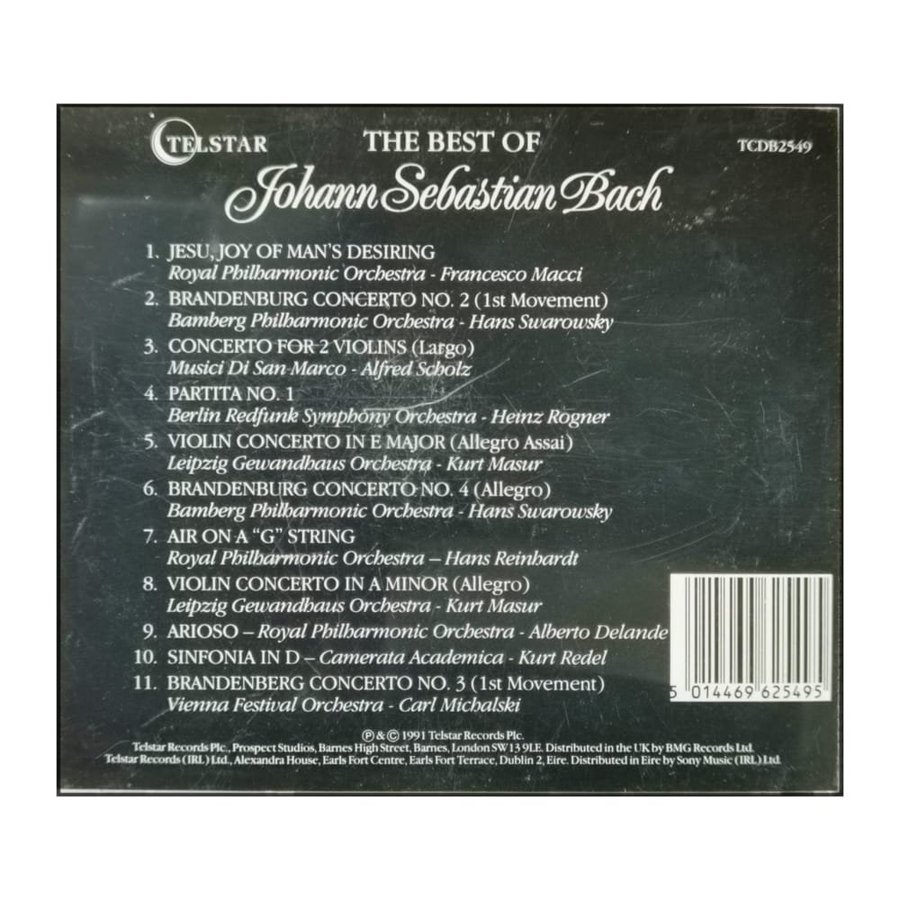 TELSTAR
THE BEST OF
TCDB2549
Johann Sebastian Bach
1. JESU, JOY OF MAN'S DESIRING
Royal Philharmonic Orchestra - Francesco Macci
2. BRANDENBURG CONCERTO NO. 2 (1st Movement)
Bamberg Philharmonic Orchestra - Hans Swarowsky
3. CONCERTO FOR 2 VIOLINS (Largo)
Musici Di San Marco - Alfred Scholz
4. PARTITA NO. 1
Berlin Redfunk Symphony Orchestra - Heinz Rogner
5. VIOLIN CONCERTO IN E MAJOR (Allegro Assai)
Leipzig Gewandhaus Orchestra - Kurt Masur
6. BRANDENBURG CONCERTO NO. 4 (Allegro)
Bamberg Philharmonic Orchestra - Hans Swarowsky
7. AIR ON A “G” STRING
Royal Philharmonic Orchestra – Hans Reinhardt
8. VIOLIN CONCERTO IN A MINOR (Allegro)
Leipzig Gewandhaus Orchestra - Kurt Masur
9. ARIOSO – Royal Philharmonic Orchestra - Alberto Delande
10. SINFONIA IN D – Camerata Academica - Kurt Redel
11. BRANDENBERG CONCERTO NO. 3 (1st Movement)
Vienna Festival Orchestra - Carl Michalski
5 014469 625495
℗ & © 1991 Telstar Records Plc.
Telstar Records Plc., Prospect Studios, Barnes High Street, Barnes, London SW13 9LE. Distributed in the UK by BMG Records Ltd.
Telstar Records (IRL) Ltd., Alexandra House, Earls Fort Centre, Earls Fort Terrace, Dublin 2, Eire. Distributed in Eire by Sony Music (IRL) Ltd.